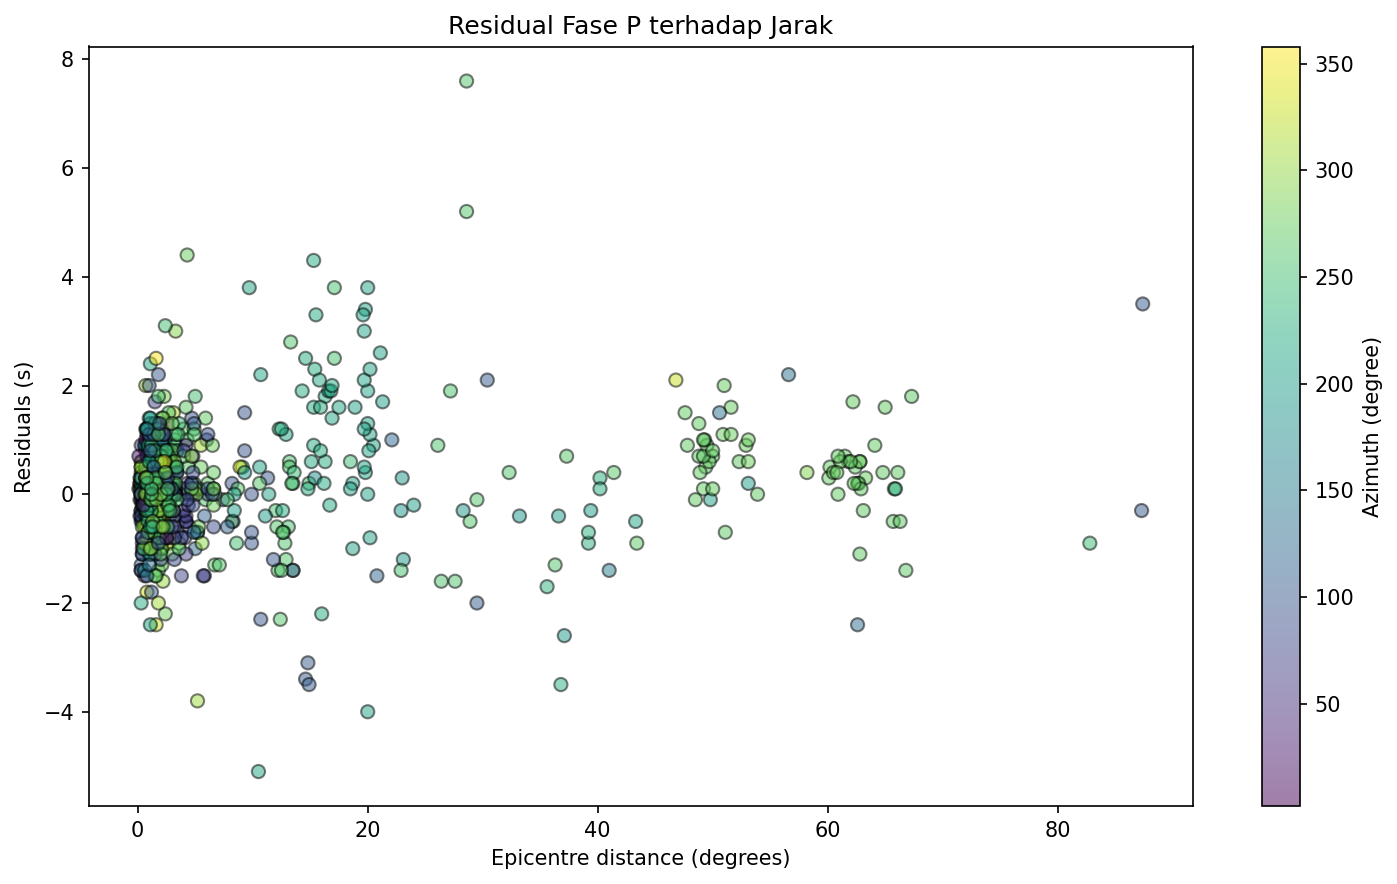 Residual Fase P terhadap Jarak
Residuals (s)
8
6
4
2
0
−2
−4
0 20 40 60 80
Epicentre distance (degrees)
350
300
250
200
150
100
50
Azimuth (degree)